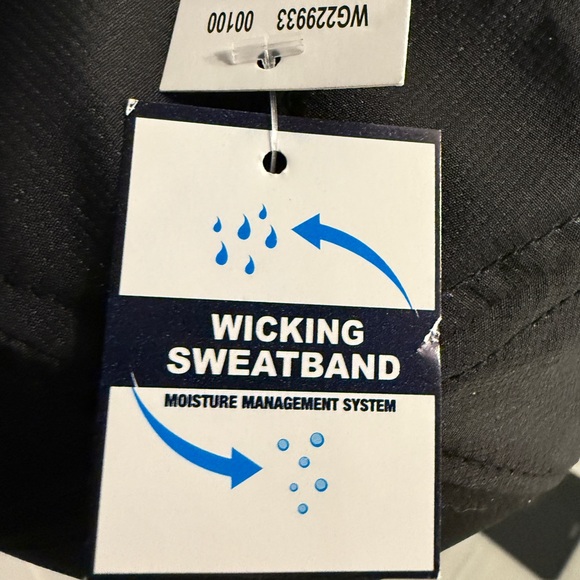 WG229933 00100
WICKING
SWEATBAND
MOISTURE MANAGEMENT SYSTEM